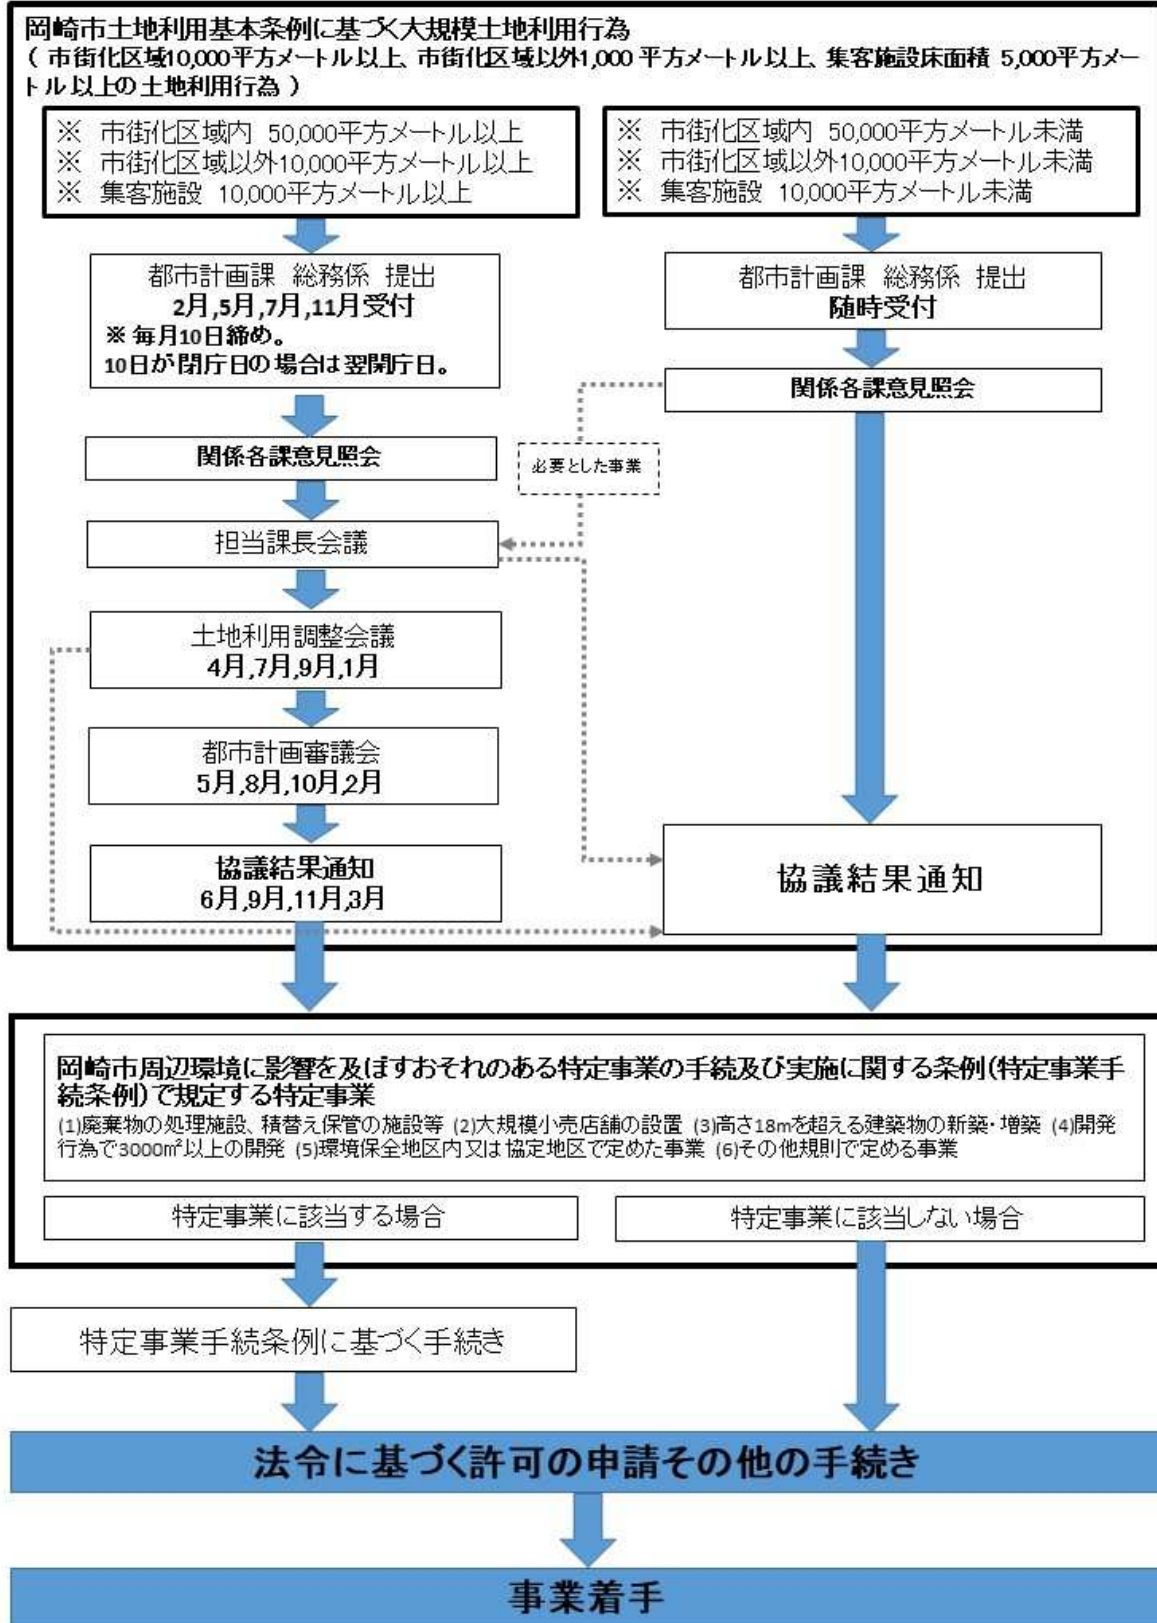 岡崎市土地利用基本条例に基づく大規模土地利用行為
( 市街化区域10,000平方メートル以上、市街化区域以外1,000 平方メートル以上、集客施設床面積 5,000平方メー
トル以上の土地利用行為 )
※ 市街化区域内 50,000平方メートル以上
※ 市街化区域以外10,000平方メートル以上
※ 集客施設 10,000平方メートル以上
※ 市街化区域内 50,000平方メートル未満
※ 市街化区域以外10,000平方メートル未満
※ 集客施設 10,000平方メートル未満
都市計画課 総務係 提出
2月,5月,7月,11月受付
※ 毎月10日締め。
10日が閉庁日の場合は翌開庁日。
都市計画課 総務係 提出
随時受付
関係各課意見照会
関係各課意見照会
必要とした事業
担当課長会議
土地利用調整会議
4月,7月,9月,1月
都市計画審議会
5月,8月,10月,2月
協議結果通知
6月,9月,11月,3月
協議結果通知
岡崎市周辺環境に影響を及ぼすおそれのある特定事業の手続及び実施に関する条例(特定事業手
続条例)で規定する特定事業
(1)廃棄物の処理施設、積替え保管の施設等 (2)大規模小売店舗の設置 (3)高さ18mを超える建築物の新築・増築 (4)開発
行為で3000㎡以上の開発 (5)環境保全地区内又は協定地区で定めた事業 (6)その他規則で定める事業
特定事業に該当する場合
特定事業に該当しない場合
特定事業手続条例に基づく手続き
法令に基づく許可の申請その他の手続き
事業着手